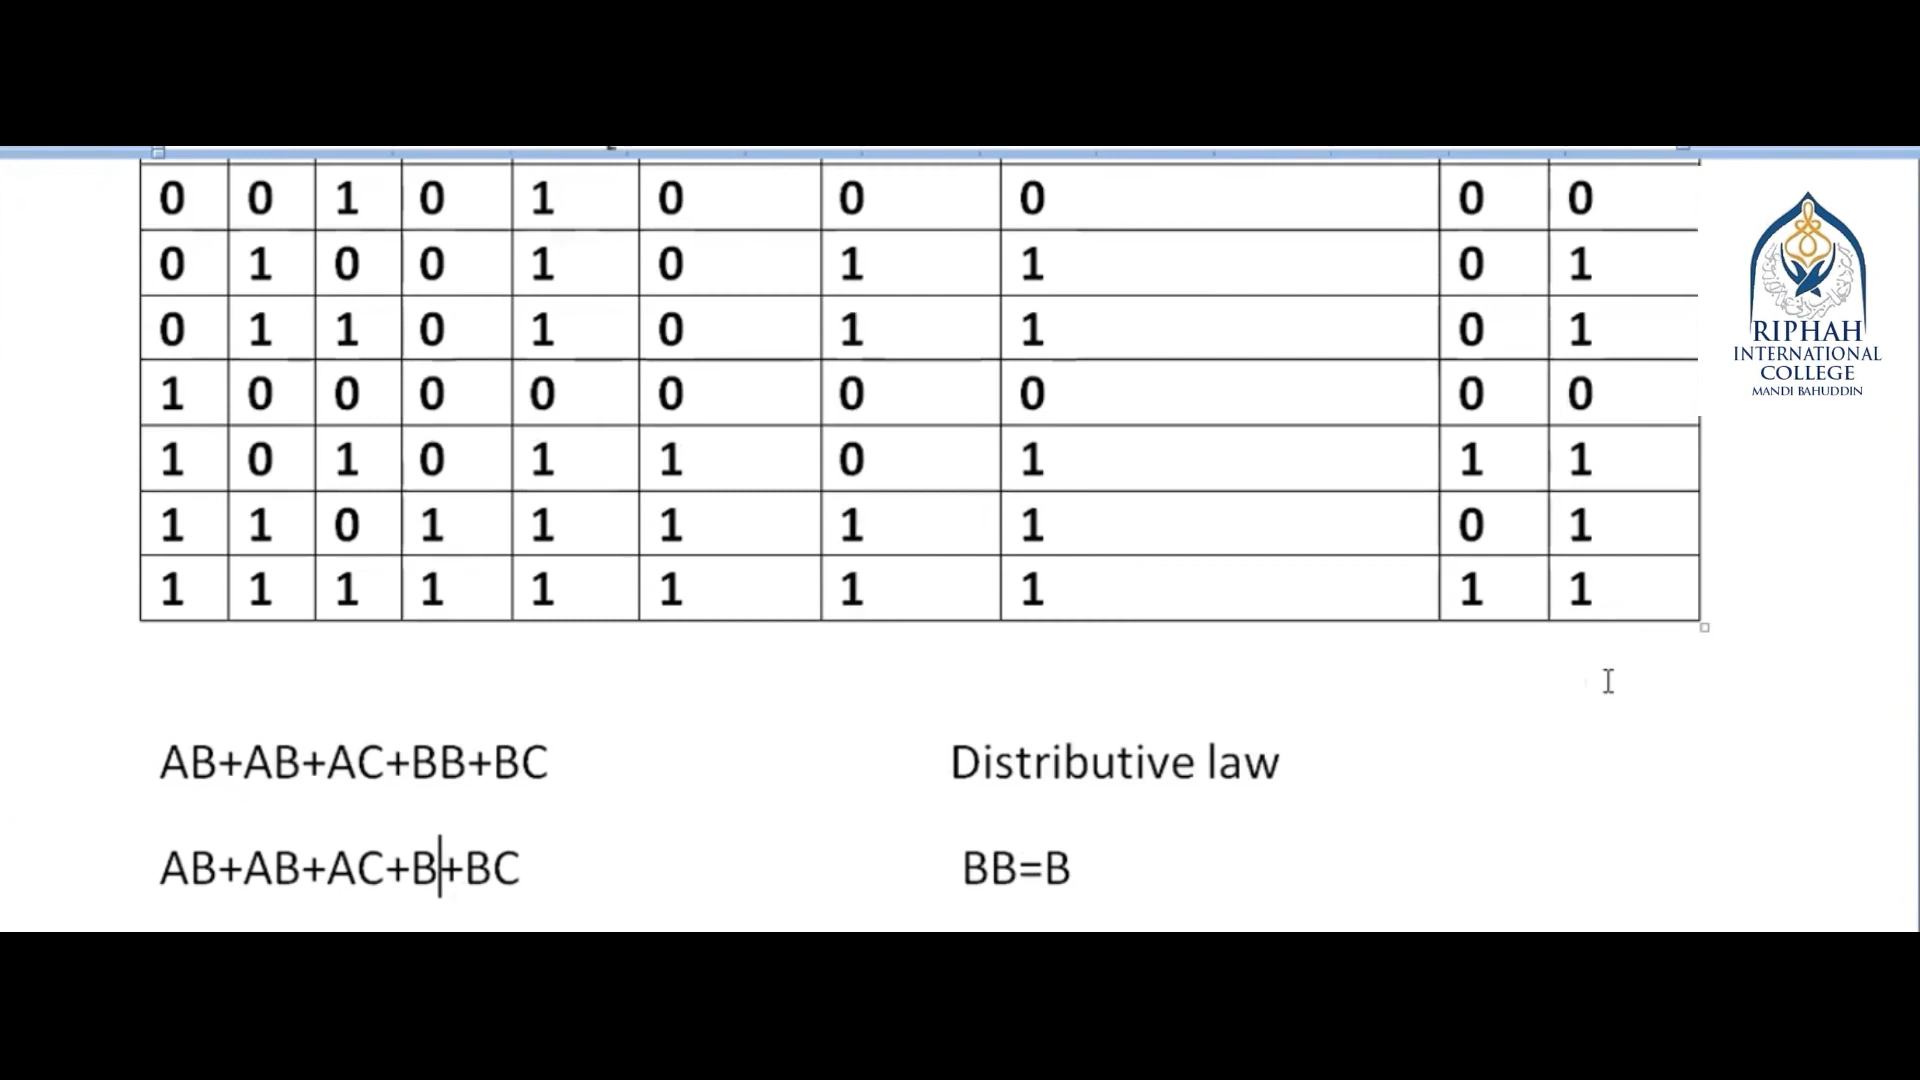 0 0 1 0 1 0 0 0 0 0
0 1 0 0 1 0 1 1 0 1
0 1 1 0 1 0 1 1 0 1
1 0 0 0 0 0 0 0 0 0
1 0 1 0 1 1 0 1 1 1
1 1 0 1 1 1 1 1 0 1
1 1 1 1 1 1 1 1 1 1
RIPHAH
INTERNATIONAL
COLLEGE
MANDI BAHUDDIN
AB+AB+AC+BB+BC Distributive law
AB+AB+AC+B+BC BB=B